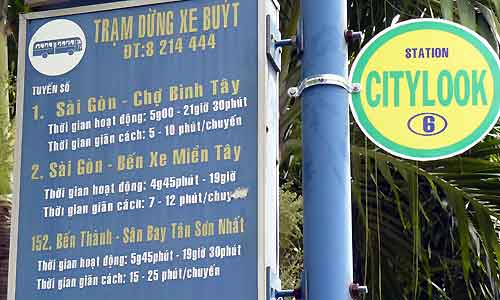 TRẠM DỪNG XE BUÝT
ĐT:8 214 444
TUYẾN SỐ
1. Sài Gòn - Chợ Bình Tây
Thời gian hoạt động: 5g00 - 21giờ 30phút
Thời gian giãn cách: 5 - 10 phút/chuyến
2. Sài Gòn - Bến Xe Miền Tây
Thời gian hoạt động: 4g45phút - 19giờ
Thời gian giãn cách: 7 - 12 phút/chuyến
152. Bến Thành - Sân Bay Tân Sơn Nhất
Thời gian hoạt động: 5g45phút - 19giờ 30phút
Thời gian giãn cách: 15 - 25 phút/chuyến
STATION
CITYLOOK
6